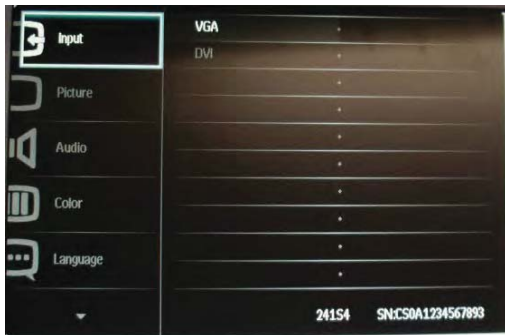 Input
Picture
Audio
Color
Language
VGA
DVI
241S4 SN:CS0A1234567893